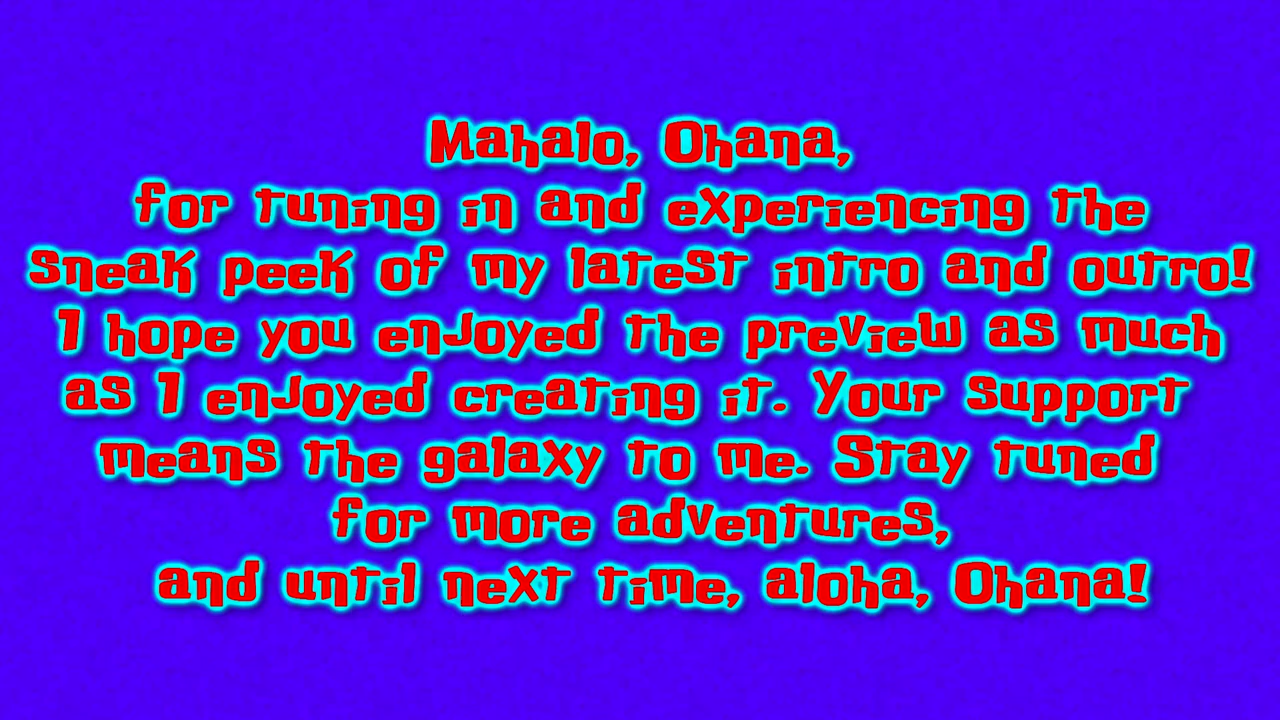 Mahalo, Ohana,
for tuning in and experiencing the
sneak peek of my latest intro and outro!
I hope you enjoyed the preview as much
as I enjoyed creating it. Your support
means the galaxy to me. Stay tuned
for more adventures,
and until next time, aloha, Ohana!